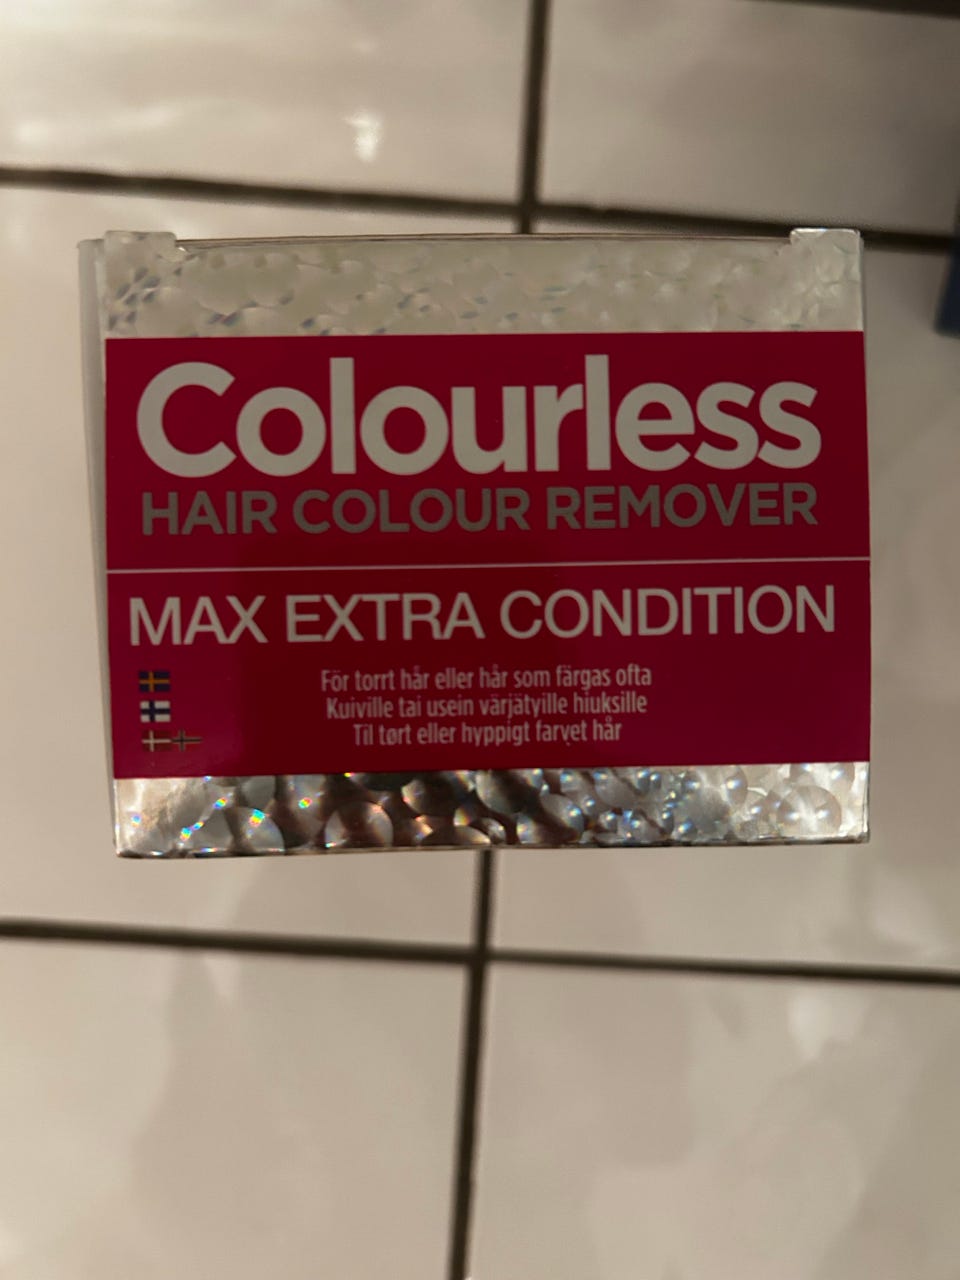 Colourless
HAIR COLOUR REMOVER
MAX EXTRA CONDITION
För torrt hår eller hår som färgas ofta
Kuiville tai usein värjätyille hiuksille
Til tørt eller hyppigt farvet hår